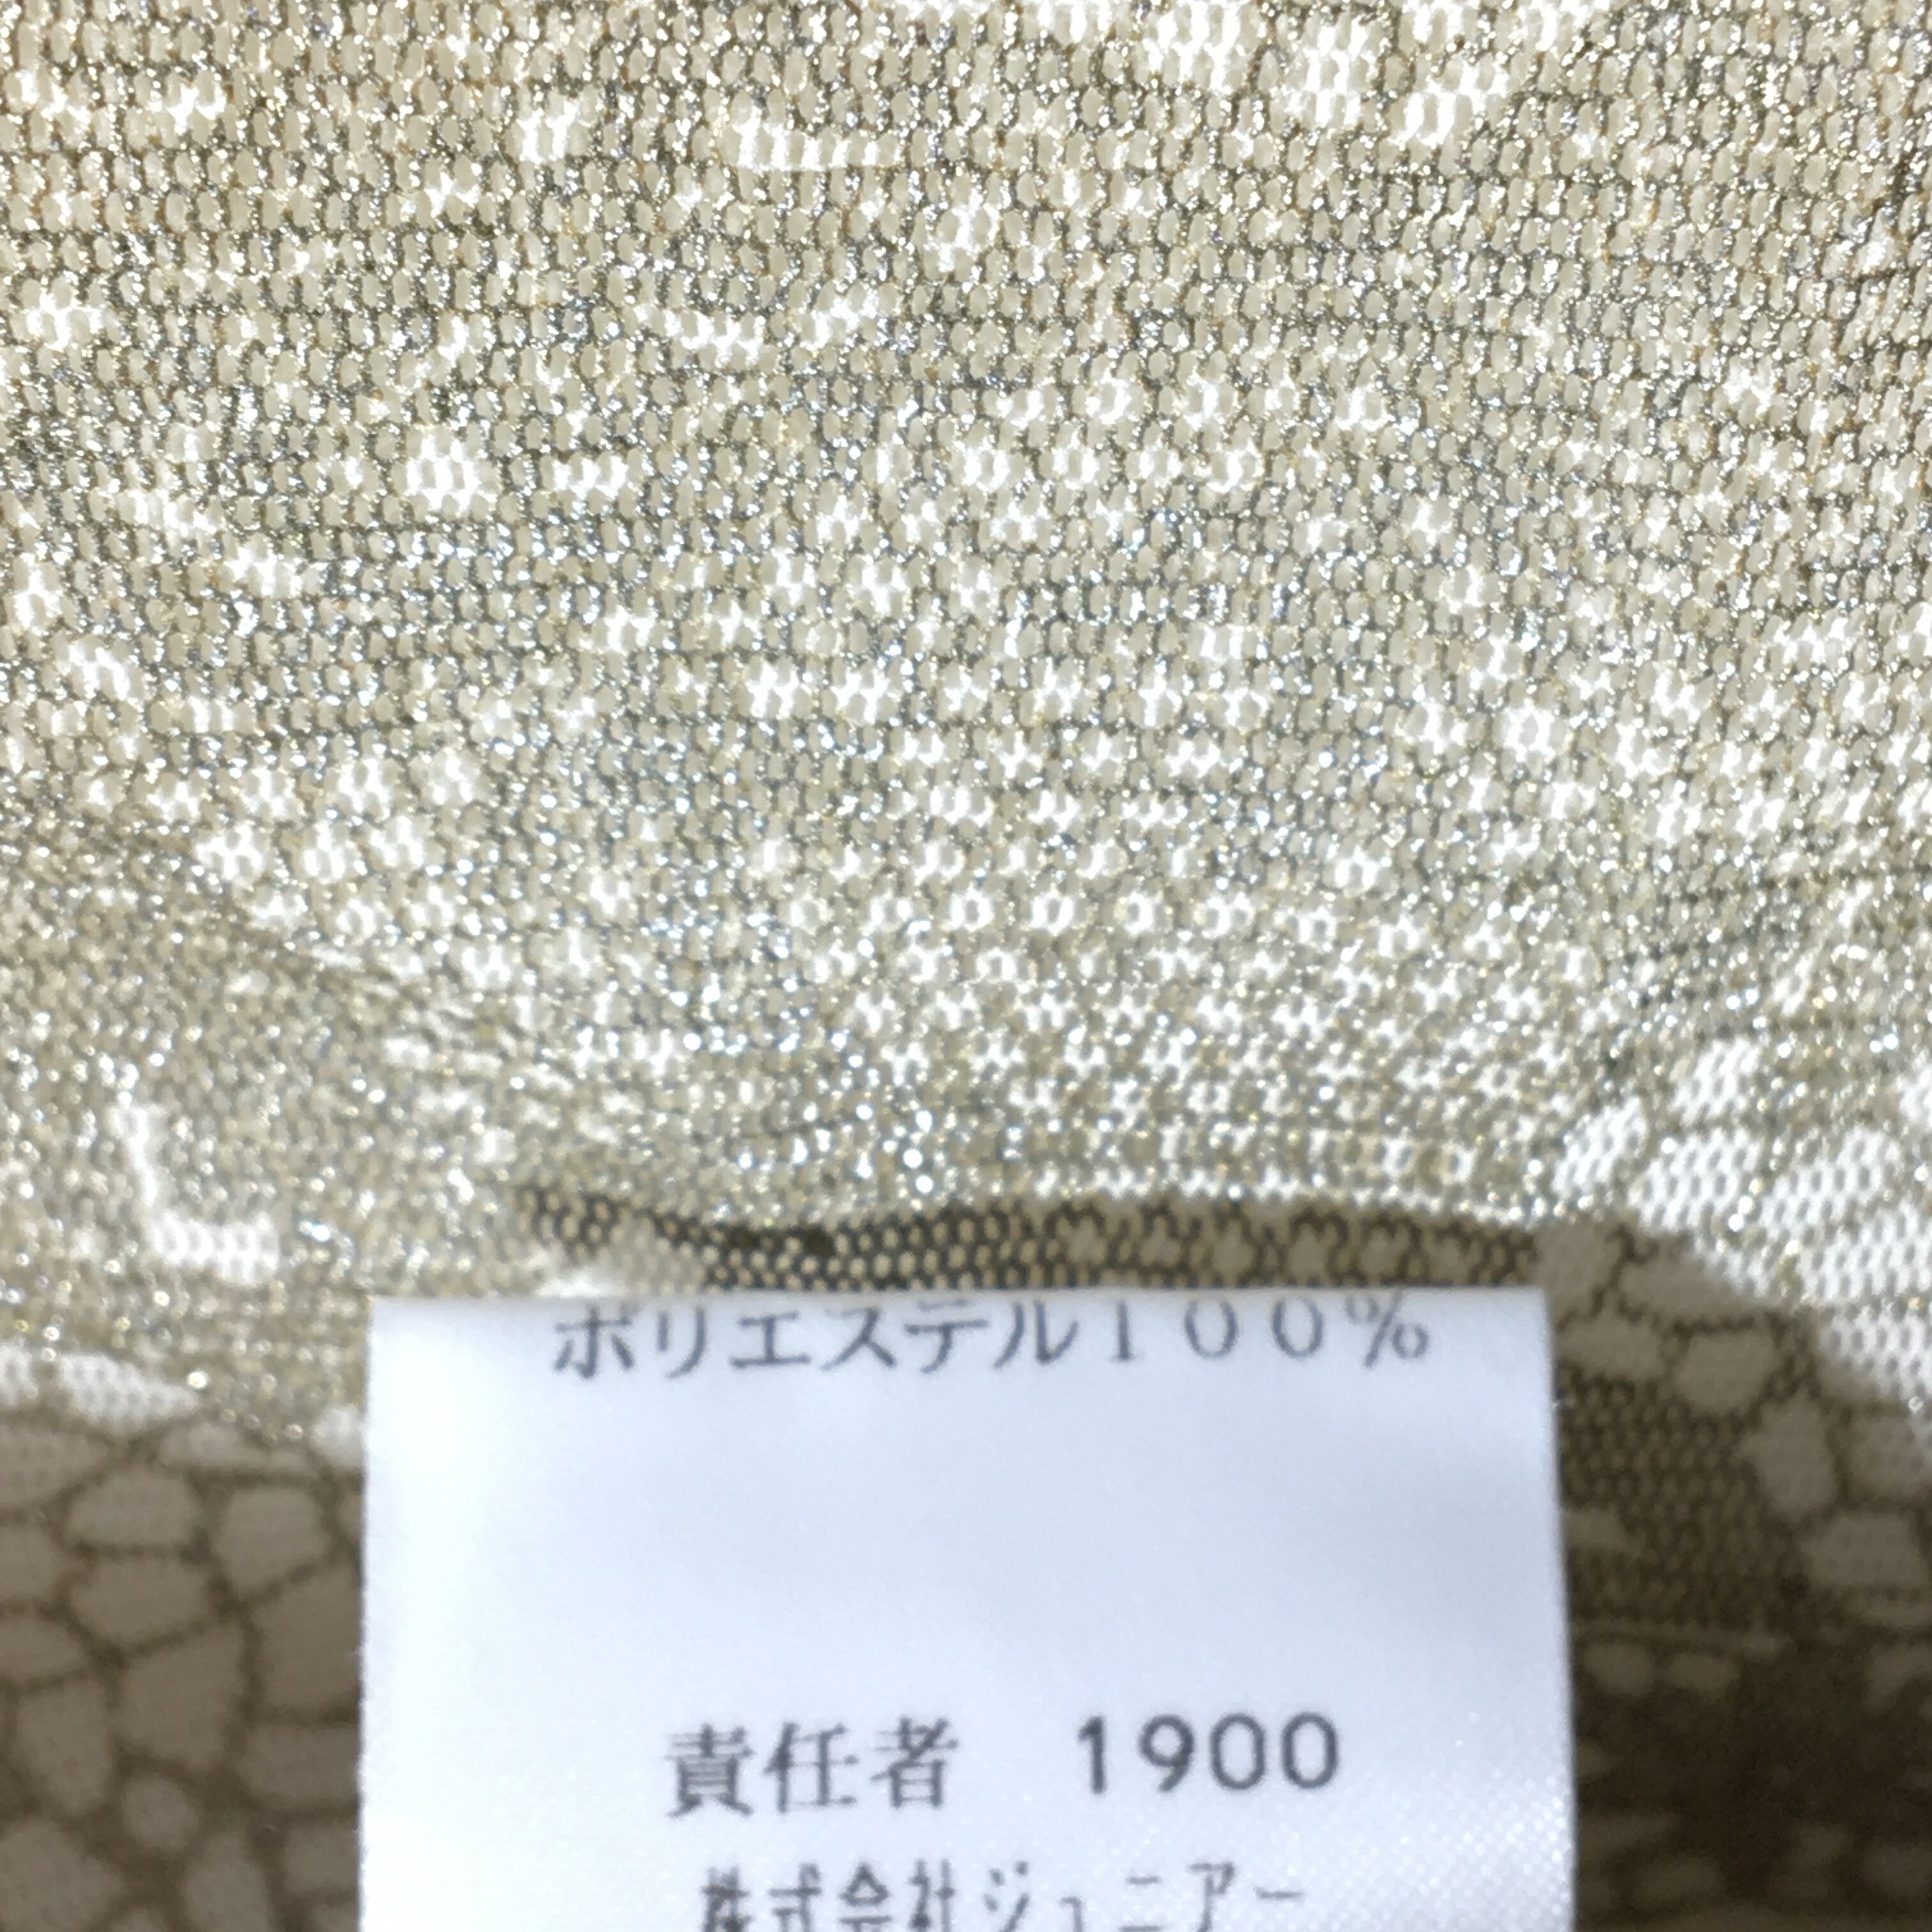 ポリエステル１００％
責任者　1900
株式会社ジュニアー